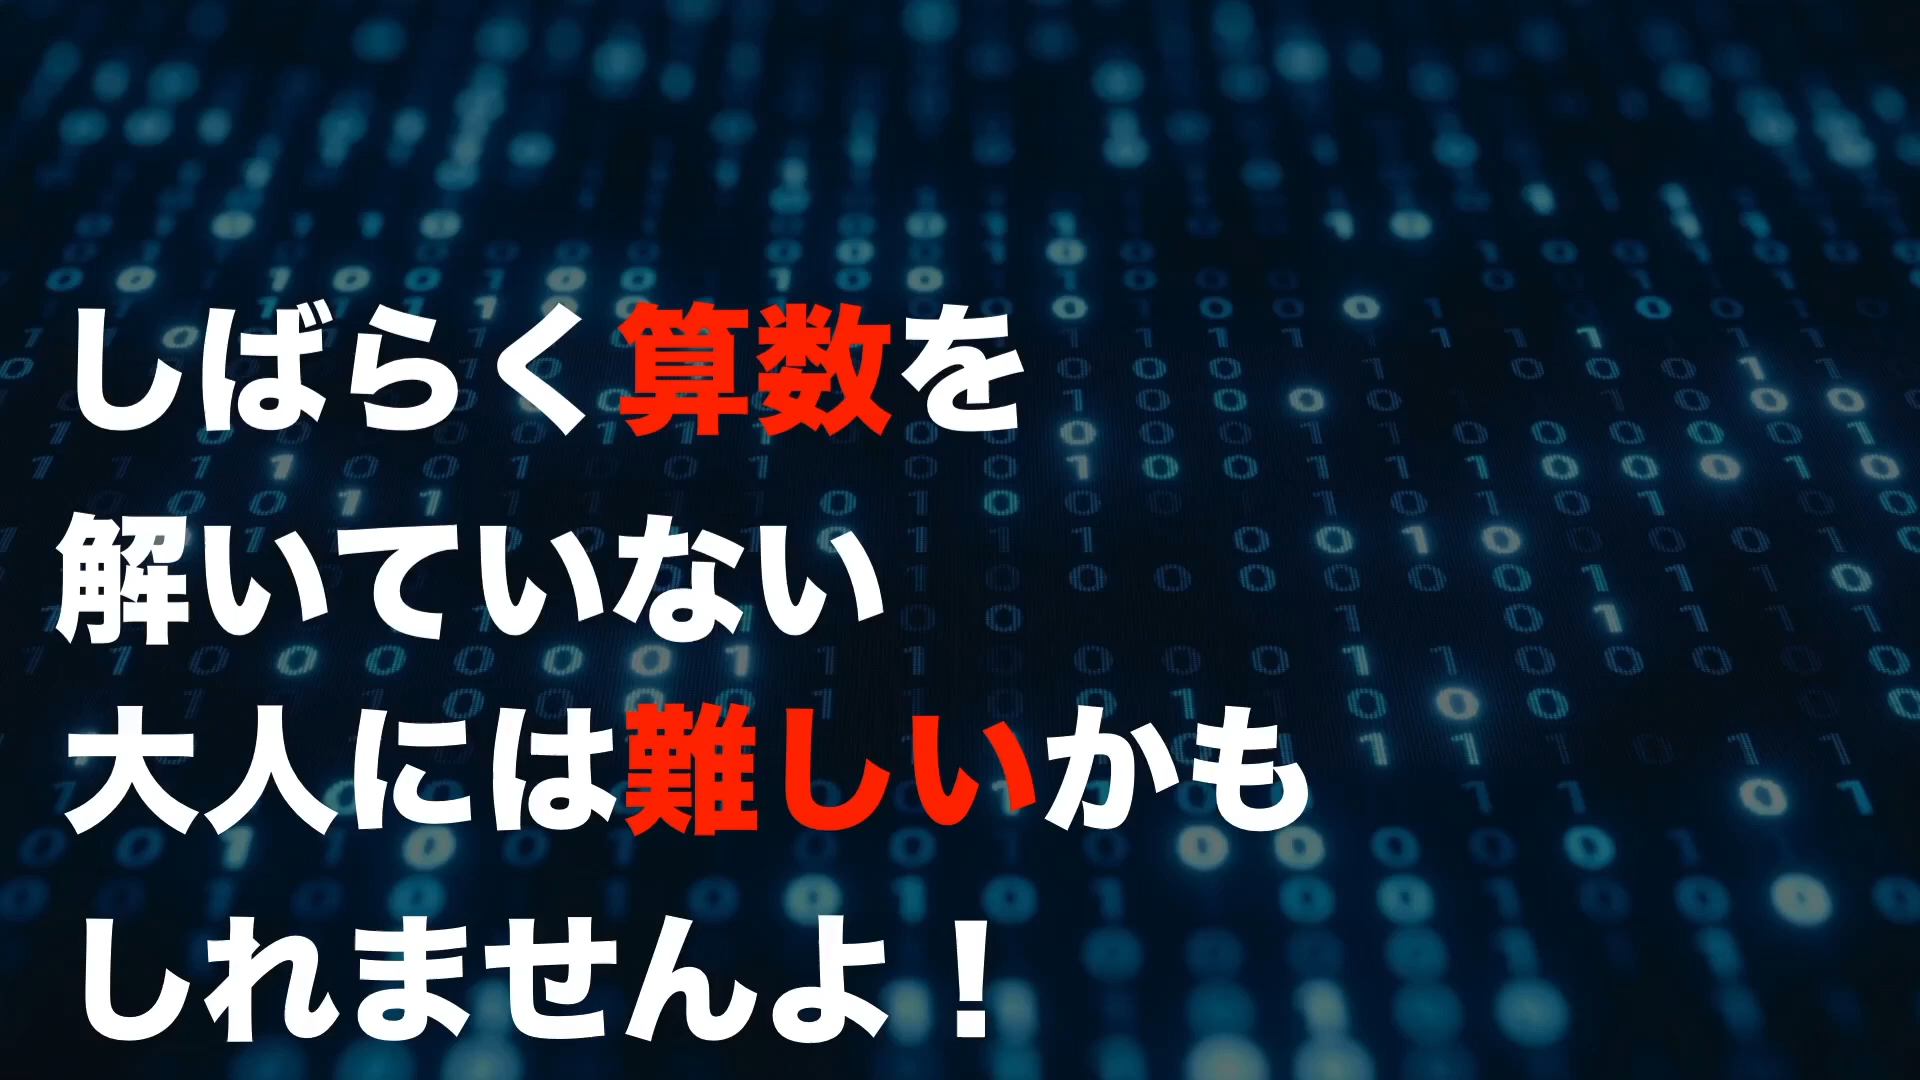 しばらく算数を
解いていない
大人には難しいかも
しれませんよ！